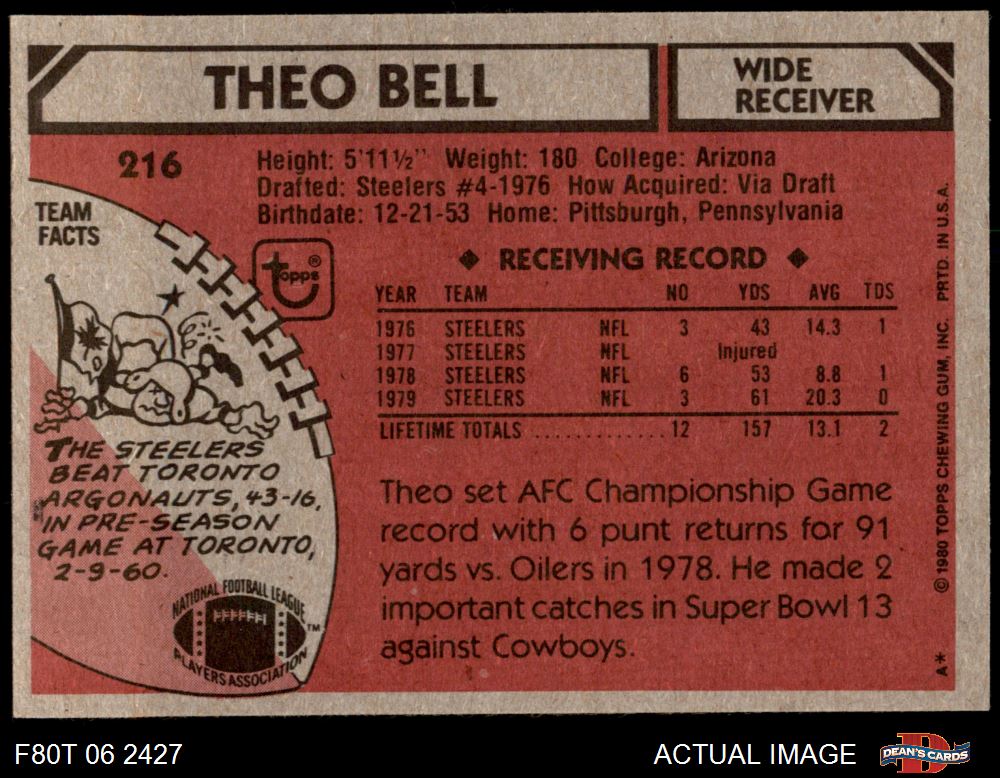 THEO BELL
WIDE
RECEIVER
216
Height: 5'11½" Weight: 180 College: Arizona
Drafted: Steelers #4-1976 How Acquired: Via Draft
Birthdate: 12-21-53 Home: Pittsburgh, Pennsylvania
TEAM
FACTS
topps®
◆ RECEIVING RECORD ◆
YEAR TEAM NO YDS AVG TDS
1976 STEELERS NFL 3 43 14.3 1
1977 STEELERS NFL Injured
1978 STEELERS NFL 6 53 8.8 1
1979 STEELERS NFL 3 61 20.3 0
LIFETIME TOTALS .............. 12 157 13.1 2
THE STEELERS
BEAT TORONTO
ARGONAUTS, 43-16,
IN PRE-SEASON
GAME AT TORONTO,
2-9-60.
NATIONAL FOOTBALL LEAGUE
PLAYERS ASSOCIATION
TM
Theo set AFC Championship Game
record with 6 punt returns for 91
yards vs. Oilers in 1978. He made 2
important catches in Super Bowl 13
against Cowboys.
A* © 1980 TOPPS CHEWING GUM, INC. PRTD. IN U.S.A.
F80T 06 2427
ACTUAL IMAGE
DEAN'S CARDS